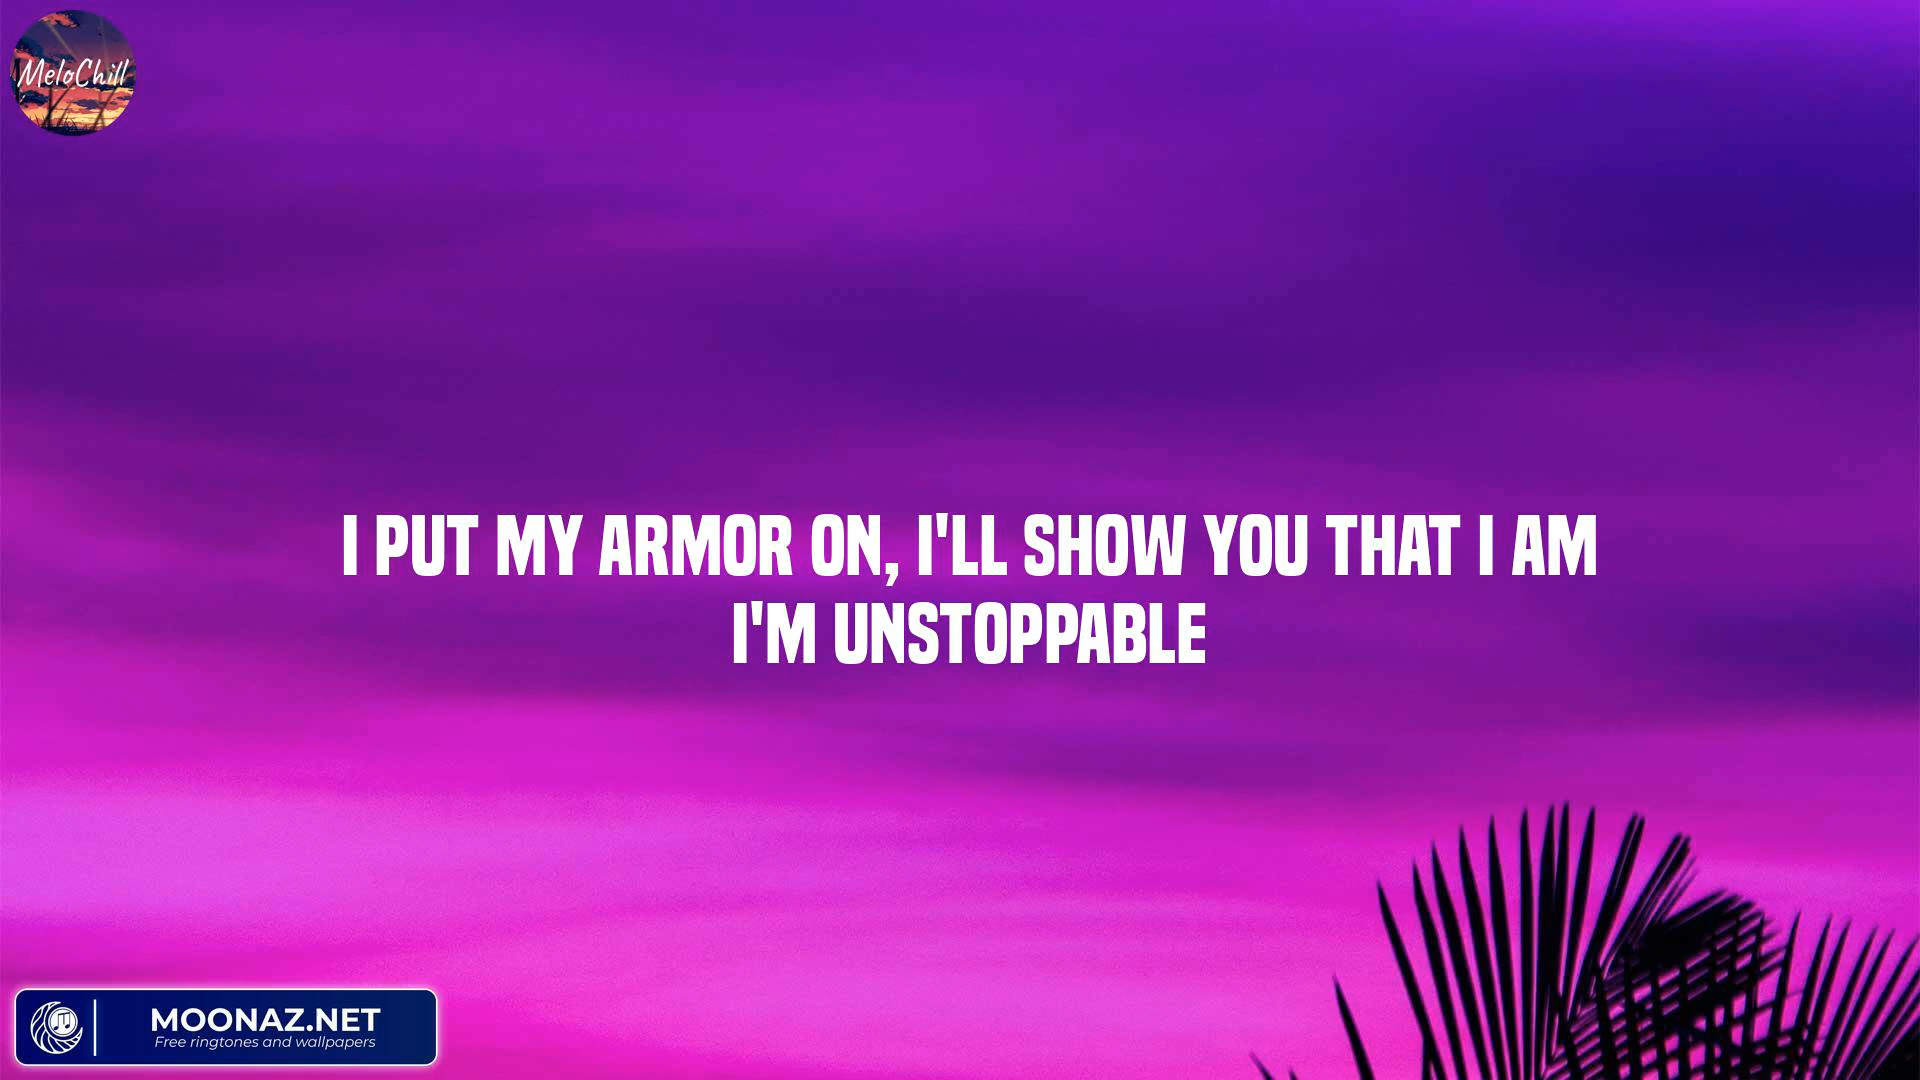 MeloChill
I PUT MY ARMOR ON, I'LL SHOW YOU THAT I AM
I'M UNSTOPPABLE
MOONAZ.NET
Free ringtones and wallpapers